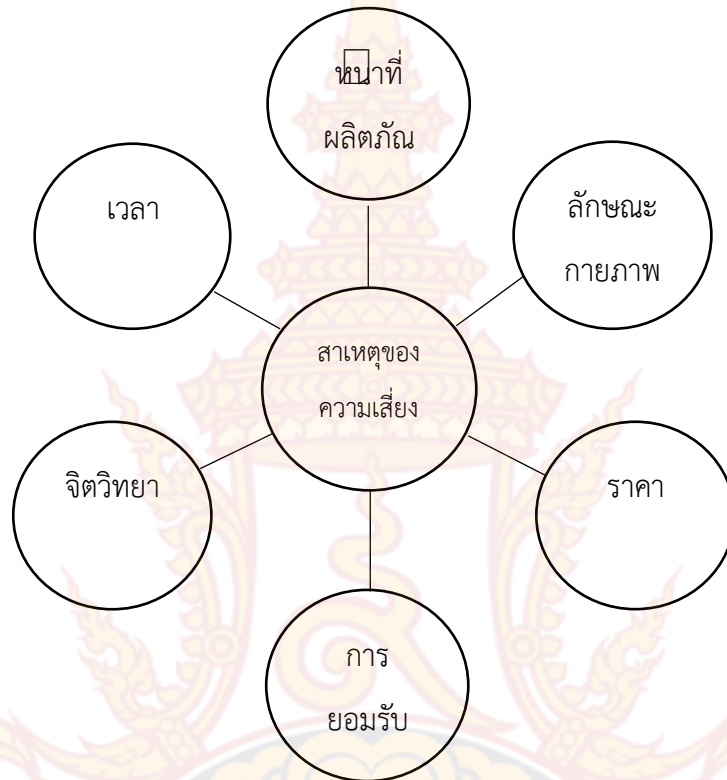 หน้าที่
ผลิตภัณ
เวลา
ลักษณะ
กายภาพ
สาเหตุของ
ความเสี่ยง
จิตวิทยา
ราคา
การ
ยอมรับ